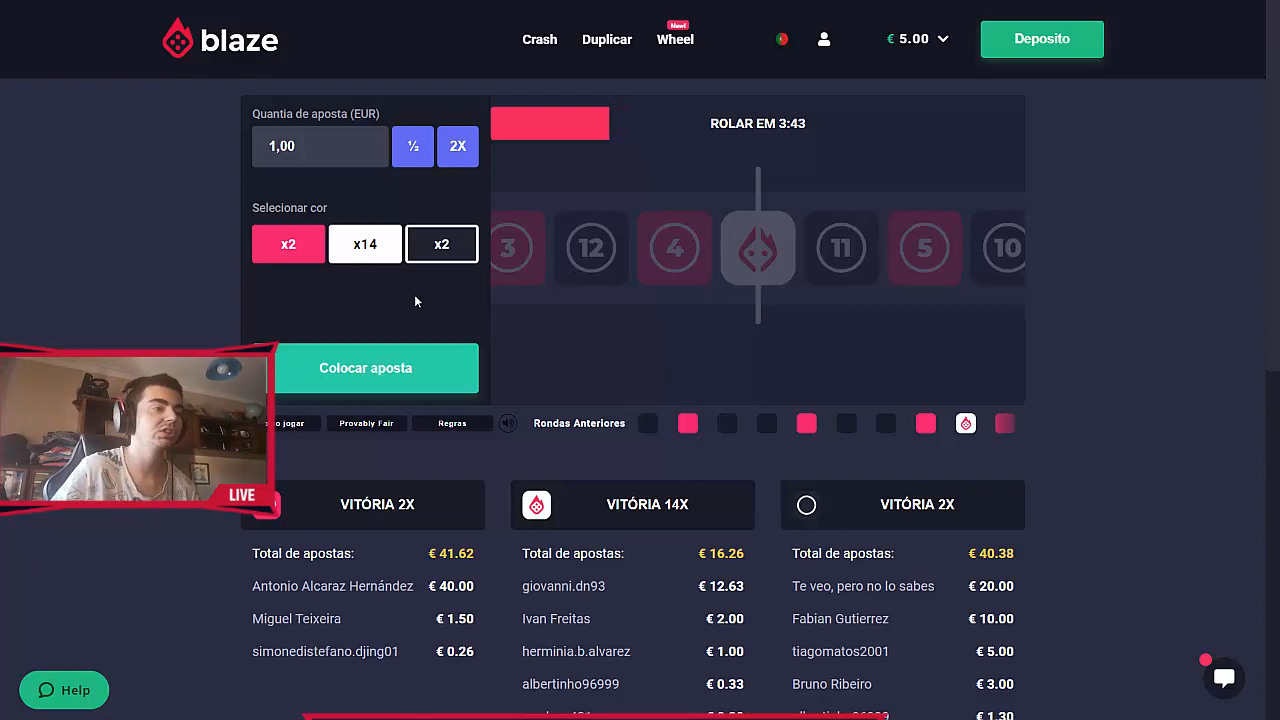 blaze
Crash
Duplicar
New!
Wheel
€ 5.00
Deposito
Quantia de aposta (EUR)
1,00
½
2X
ROLAR EM 3:43
Selecionar cor
x2
x14
x2
3
12
4
11
5
10
Colocar aposta
jogar
Provably Fair
Regras
Rondas Anteriores
LIVE
VITÓRIA 2X
Total de apostas: € 41.62
Antonio Alcaraz Hernández € 40.00
Miguel Teixeira € 1.50
simonedistefano.djing01 € 0.26
VITÓRIA 14X
Total de apostas: € 16.26
giovanni.dn93 € 12.63
Ivan Freitas € 2.00
herminia.b.alvarez € 1.00
albertinho96999 € 0.33
VITÓRIA 2X
Total de apostas: € 40.38
Te veo, pero no lo sabes € 20.00
Fabian Gutierrez € 10.00
tiagomatos2001 € 5.00
Bruno Ribeiro € 3.00
€ 1.30
Help